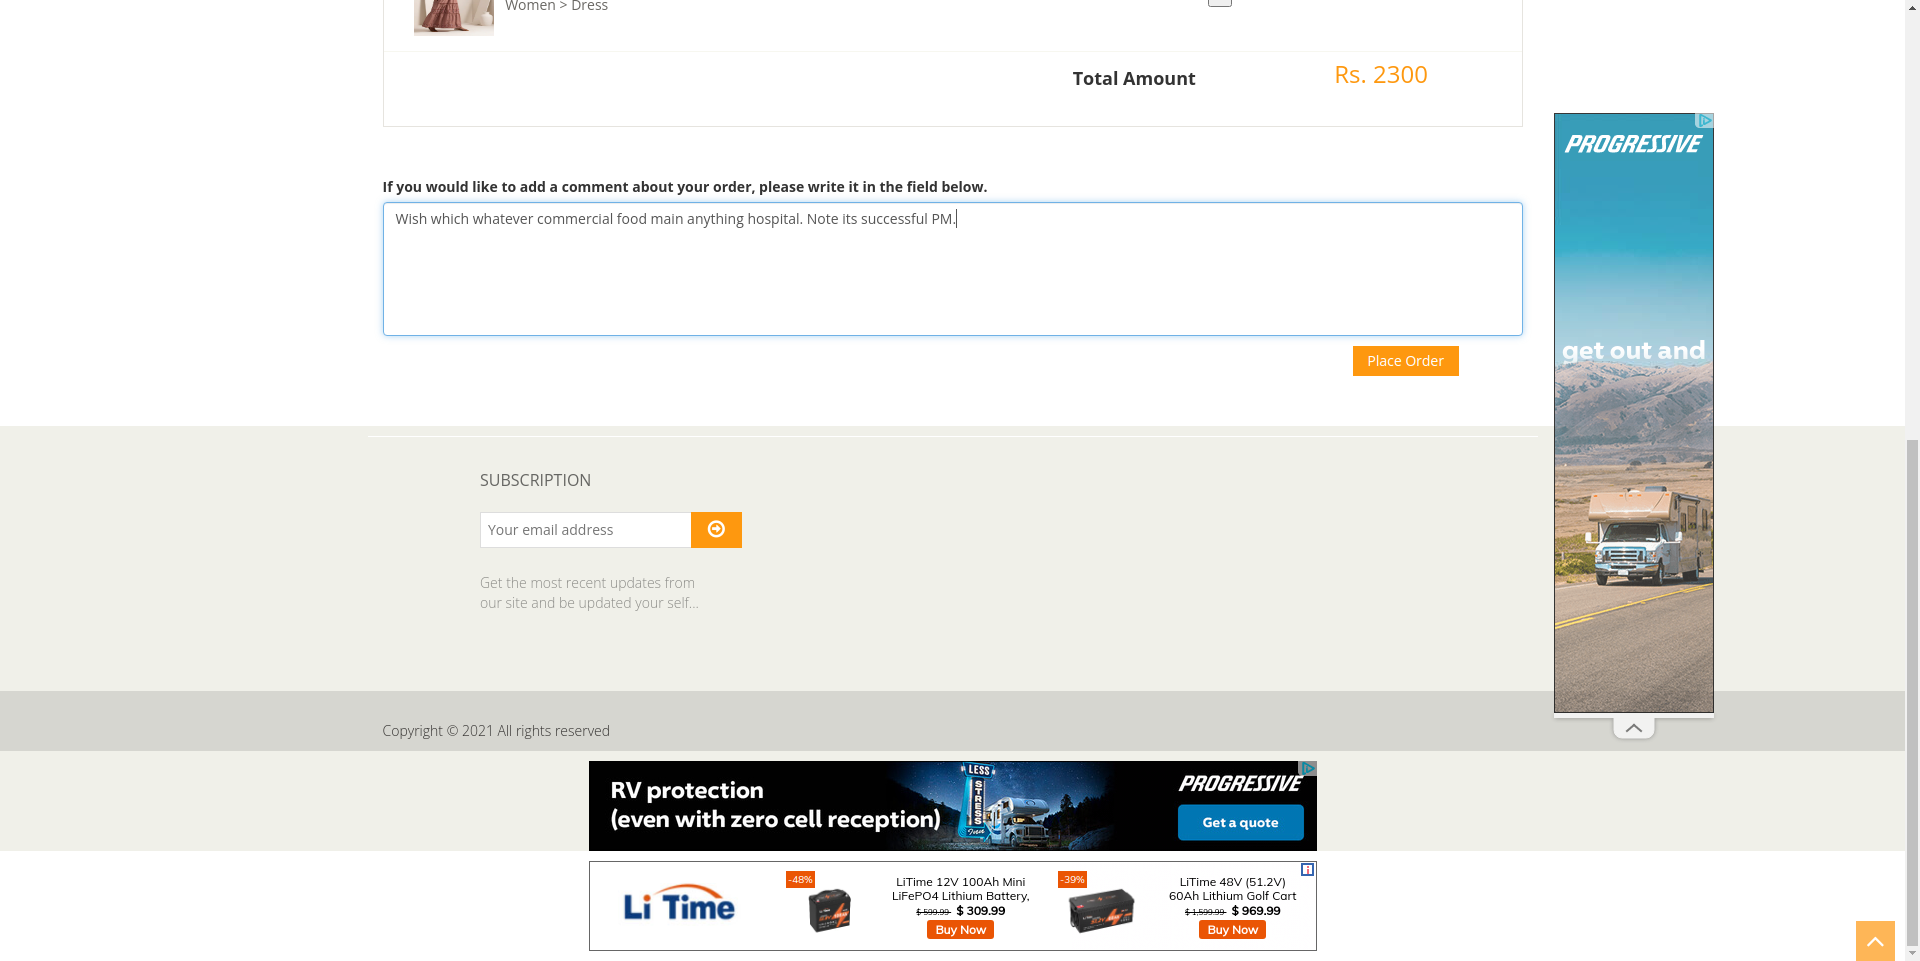 Women > Dress
Total Amount
Rs. 2300
If you would like to add a comment about your order, please write it in the field below.
Wish which whatever commercial food main anything hospital. Note its successful PM.
Place Order
PROGRESSIVE
get out and
SUBSCRIPTION
Your email address
Get the most recent updates from
our site and be updated your self...
Copyright © 2021 All rights reserved
RV protection
(even with zero cell reception)
LESS
STRESS
Inn
PROGRESSIVE
Get a quote
Li Time
-48%
LiTime 12V 100Ah Mini
LiFePO4 Lithium Battery,
$ 599.99 $ 309.99
Buy Now
-39%
LiTime 48V (51.2V)
60Ah Lithium Golf Cart
$ 1,599.99 $ 969.99
Buy Now